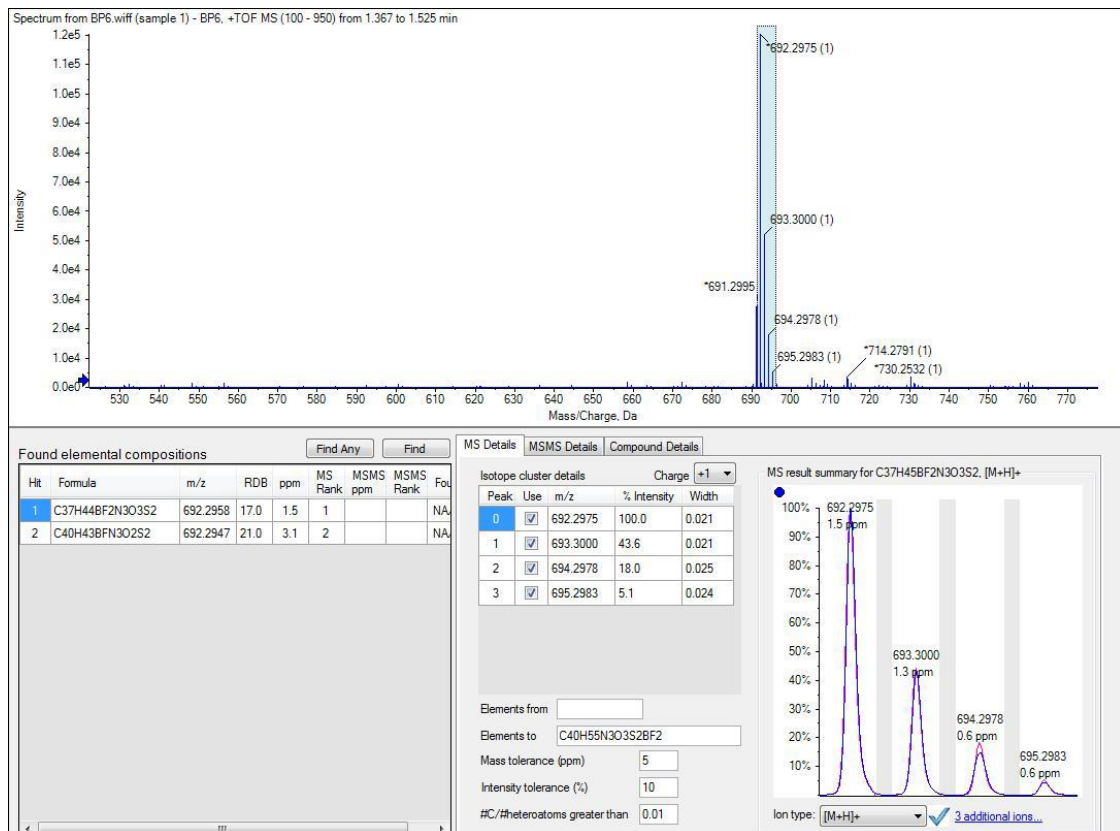 Spectrum from BP6.wiff (sample 1) - BP6, +TOF MS (100 - 950) from 1.367 to 1.525 min
1.2e5
1.1e5
1.0e5
9.0e4
8.0e4
7.0e4
6.0e4
5.0e4
4.0e4
3.0e4
2.0e4
1.0e4
0.0e0
Intensity
*692.2975 (1)
693.3000 (1)
*691.2995
694.2978 (1)
695.2983 (1)
*714.2791 (1)
*730.2532 (1)
530 540 550 560 570 580 590 600 610 620 630 640 650 660 670 680 690 700 710 720 730 740 750 760 770
Mass/Charge, Da
Found elemental compositions
Find Any
Find
Hit Formula m/z RDB ppm MS Rank MSMS ppm MSMS Rank
1 C37H44BF2N3O3S2 692.2958 17.0 1.5 1
2 C40H43BFN3O2S2 692.2947 21.0 3.1 2
MS Details MSMS Details Compound Details
Isotope cluster details
Charge +1
Peak Use m/z % Intensity Width
0 692.2975 100.0 0.021
1 693.3000 43.6 0.021
2 694.2978 18.0 0.025
3 695.2983 5.1 0.024
Elements from
Elements to C40H55N3O3S2BF2
Mass tolerance (ppm) 5
Intensity tolerance (%) 10
#C/#heteroatoms greater than 0.01
MS result summary for C37H45BF2N3O3S2, [M+H]+
100%
90%
80%
70%
60%
50%
40%
30%
20%
10%
692.2975
1.5 ppm
693.3000
1.3 ppm
694.2978
0.6 ppm
695.2983
0.6 ppm
Ion type: [M+H]+ 3 additional ions...